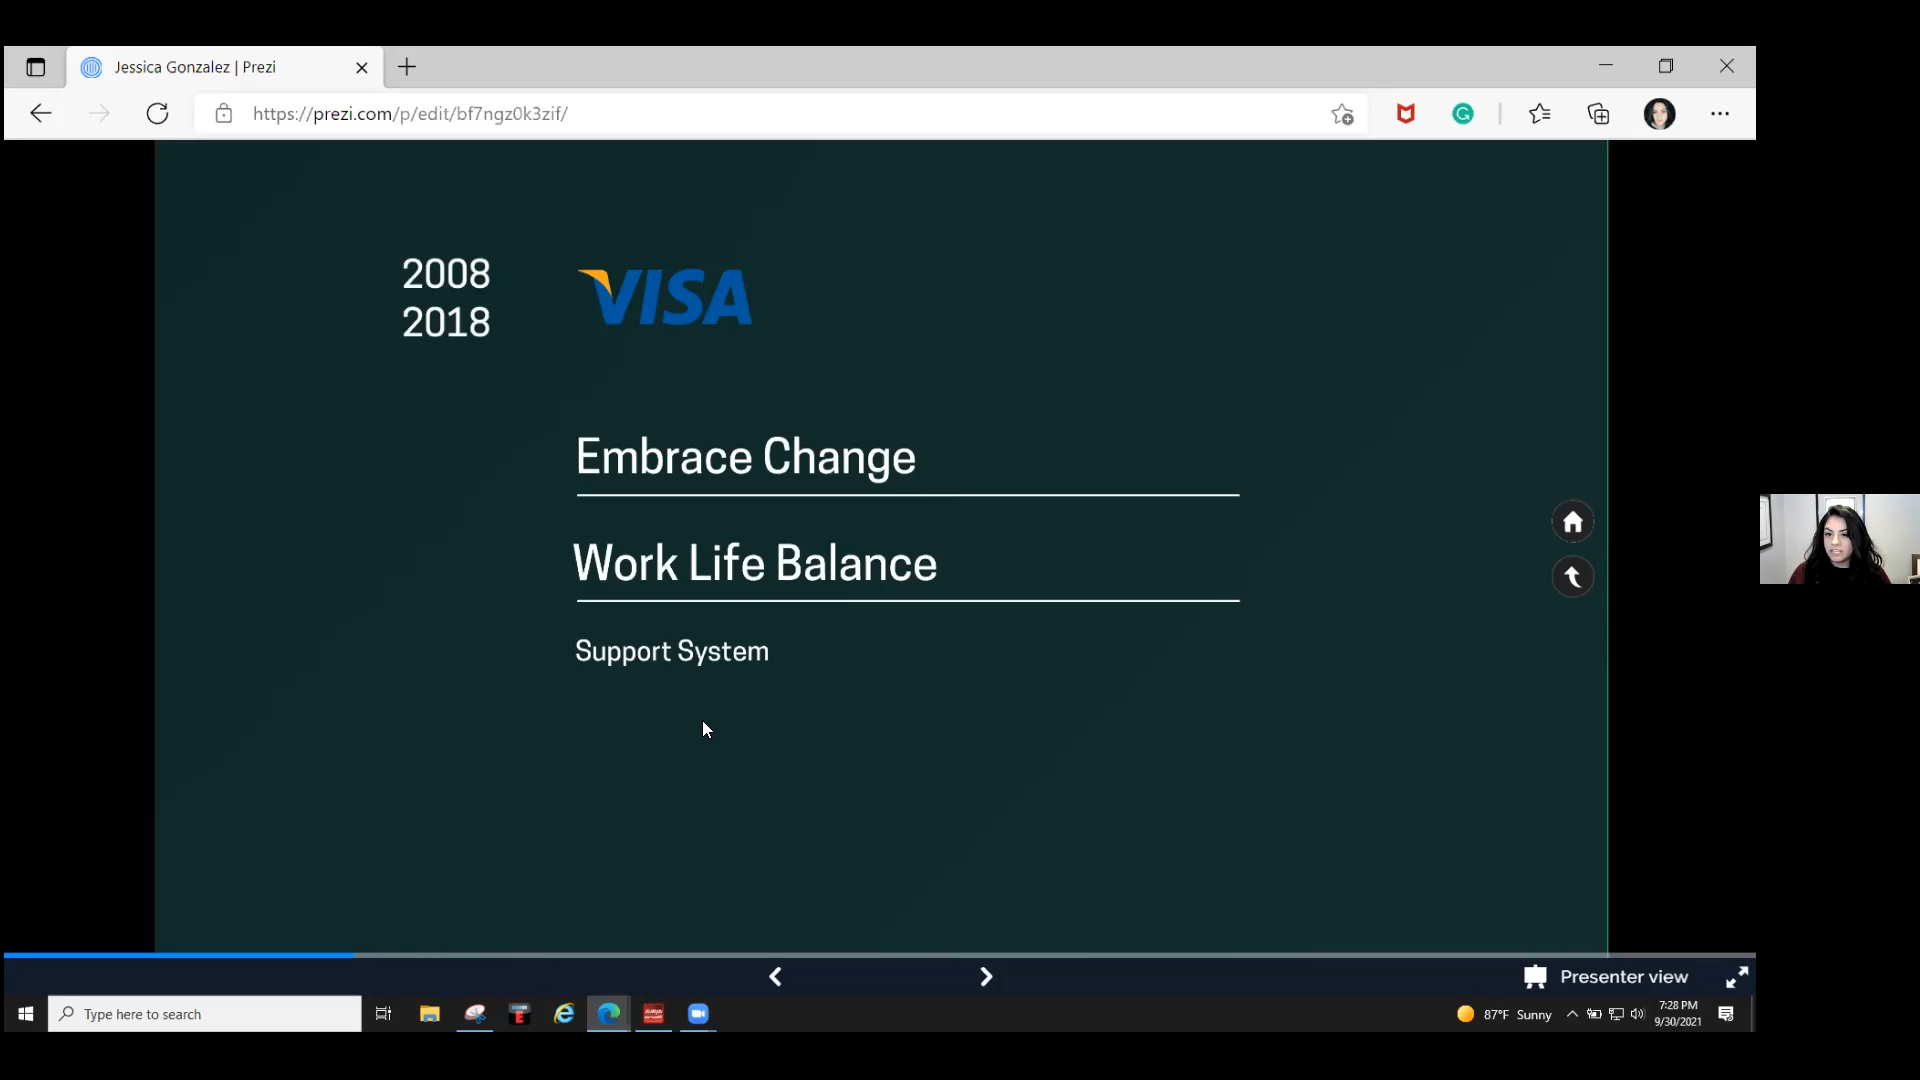 Jessica Gonzalez | Prezi
https://prezi.com/p/edit/bf7ngz0k3zif/
2008
2018
VISA
Embrace Change
Work Life Balance
Support System
Presenter view
Type here to search
87°F Sunny
7:28 PM
9/30/2021